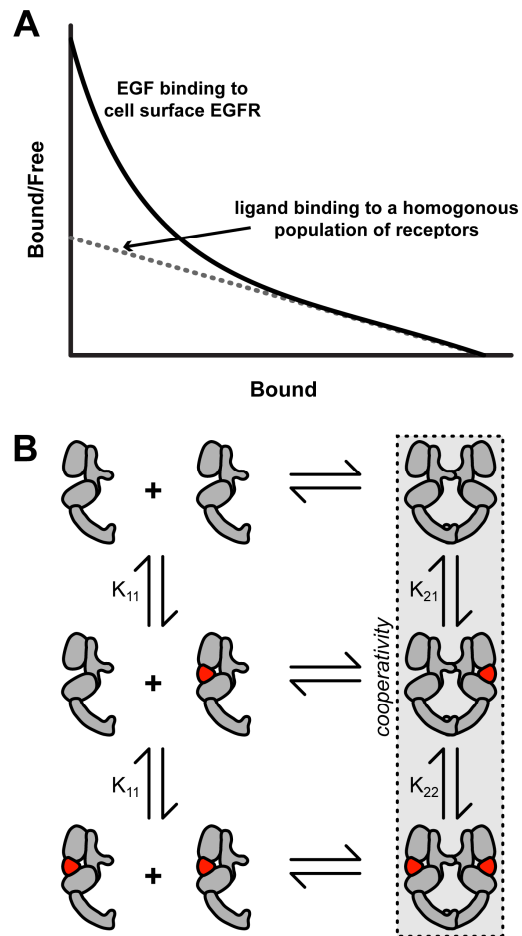 A
EGF binding to
cell surface EGFR
Bound/Free
ligand binding to a homogonous
population of receptors
Bound
B
+
K11
K21
+
cooperativity
K11
K22
+